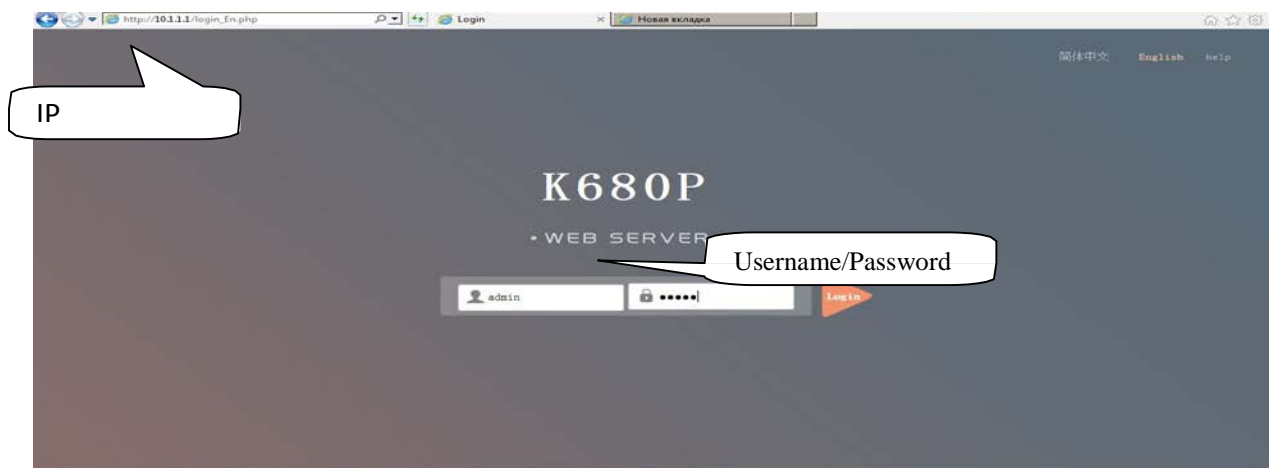 http://10.1.1.1/login_En.php
Login
Новая вкладка
简体中文 English help
IP
K680P
• WEB SERVER
Username/Password
admin
•••••
Login